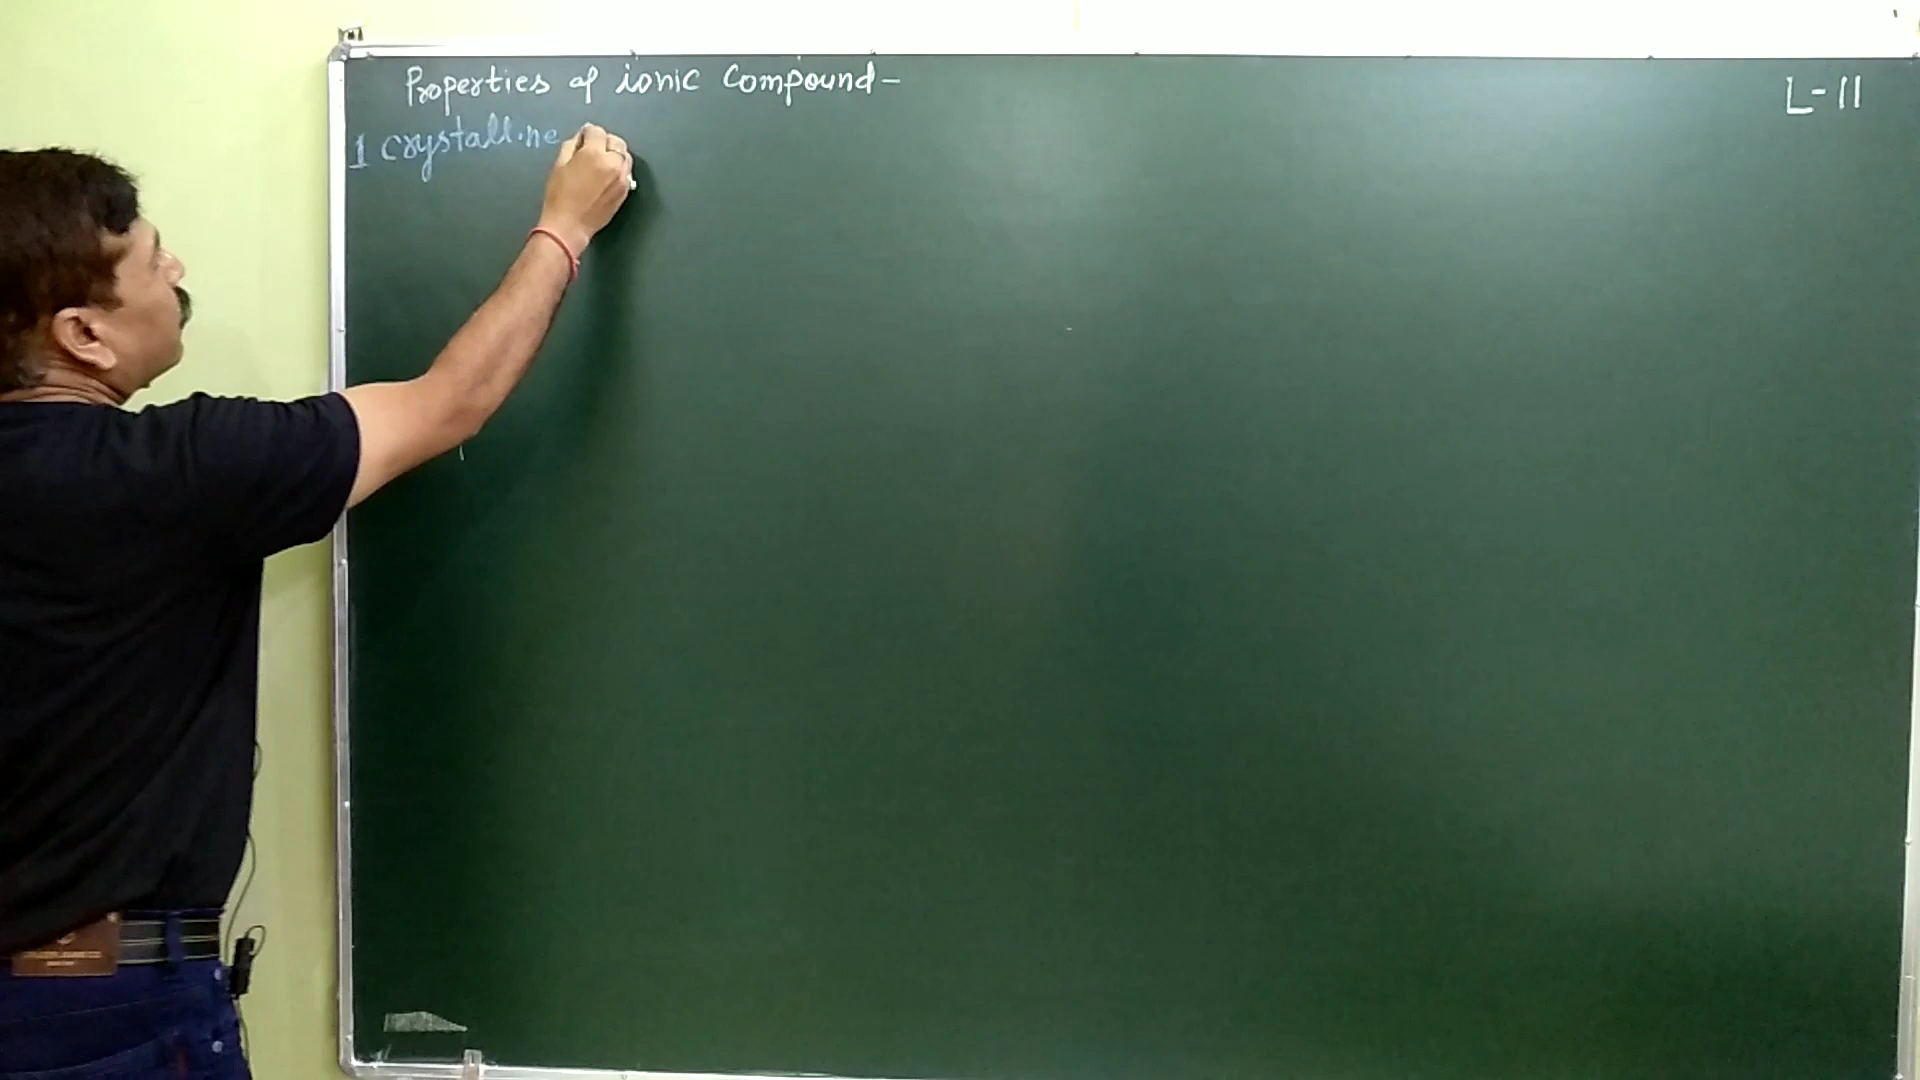 Properties of ionic Compound-
L-11
1 crystalline